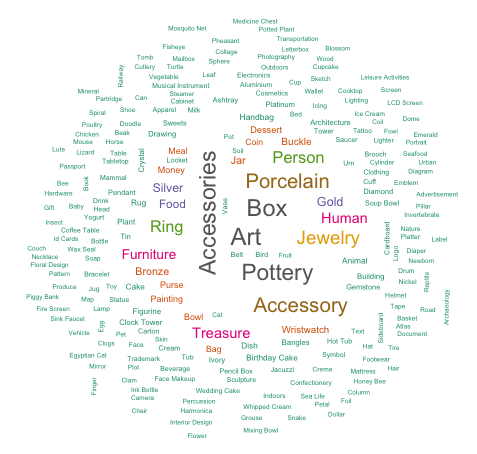 Medicine Chest
Mosquito Net Potted Plant
Pheasant Transportation
Fisheye Collage Letterbox Blossom
Tomb Mailbox Sphere Photography Wood
Cutlery Turtle Outdoors Cupcake
Railway Vegetable Leaf Electronics Sketch Leisure Activities
Musical Instrument Aluminium Cup
Mineral Steamer Cosmetics Wallet Cooktop Screen
Partridge Can Cabinet Ashtray Platinum Icing Lighting LCD Screen
Shoe Apparel Milk Handbag Bed Ice Cream
Spiral Sweets Architecture Coil Dome
Poultry Doodle Pot Dessert Tower Tattoo Fowl Emerald
Chicken Beak Drawing Coin Buckle Saucer Lighter Portrait
Mouse Horse Meal Soil
Lute Table Crystal Locket Jar Person Brooch Seafood
Lizard Tabletop Money Urn Cylinder Urban
Passport Mammal Porcelain Clothing Diagram
Bee Book Silver Cuff Emblem
Hardware Pendant Accessories Diamond Advertisement
Gift Baby Drink Rug Food Vase Box Gold Soup Bowl Pillar
Head Invertebrate
Insect Yogurt Plant Ring Art Human Nature
Coffee Table Tin Jewelry Cardboard Platter Label
Id Cards Bottle Logo
Couch Wax Seal Furniture Belt Bird Fruit Animal Diaper
Necklace Soap Newborn
Floral Design Bronze Pottery Building Drum
Pattern Bracelet Gemstone Nickel Reptile
Produce Jug Toy Cake Purse Helmet
Piggy Bank Map Statue Painting Accessory Tape Road Archaeology
Fire Screen Lamp Figurine Bowl Cat Sideboard Basket
Sink Faucet Egg Clock Tower Atlas
Vehicle Pet Carton Treasure Wristwatch Text Document
Clogs Skin Hot Tub Hat Tire
Face Cream Bag Dish Bangles
Egyptian Cat Trademark Tub Birthday Cake Symbol Footwear
Mirror Plot Beverage Ivory Jacuzzi Creme Mattress Hair
Finger Clam Face Makeup Pencil Box Confectionery Honey Bee
Ink Bottle Sculpture
Camera Wedding Cake Indoors Sea Life Column
Percussion Whipped Cream Petal Foil
Chair Harmonica Grouse Snake Dollar
Interior Design Mixing Bowl
Flower